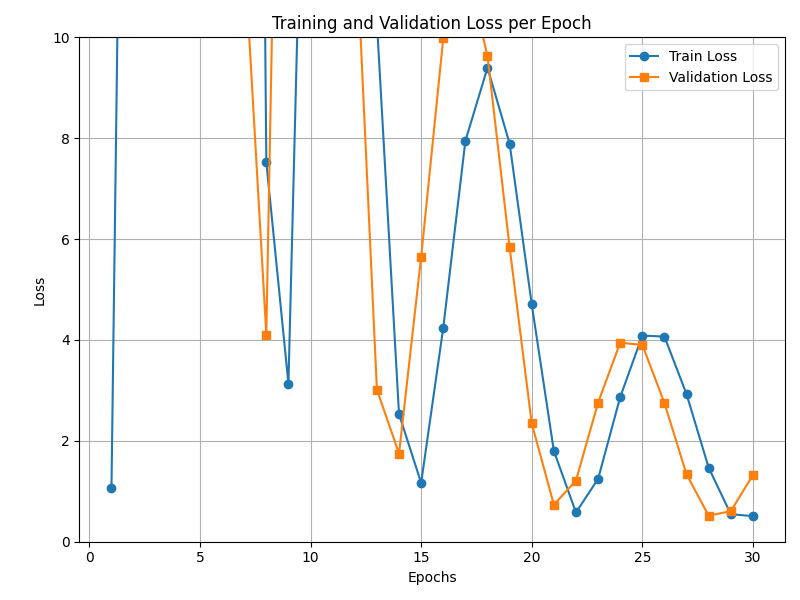 Training and Validation Loss per Epoch
Train Loss
Validation Loss
10
8
6
4
2
0
Loss
0 5 10 15 20 25 30
Epochs